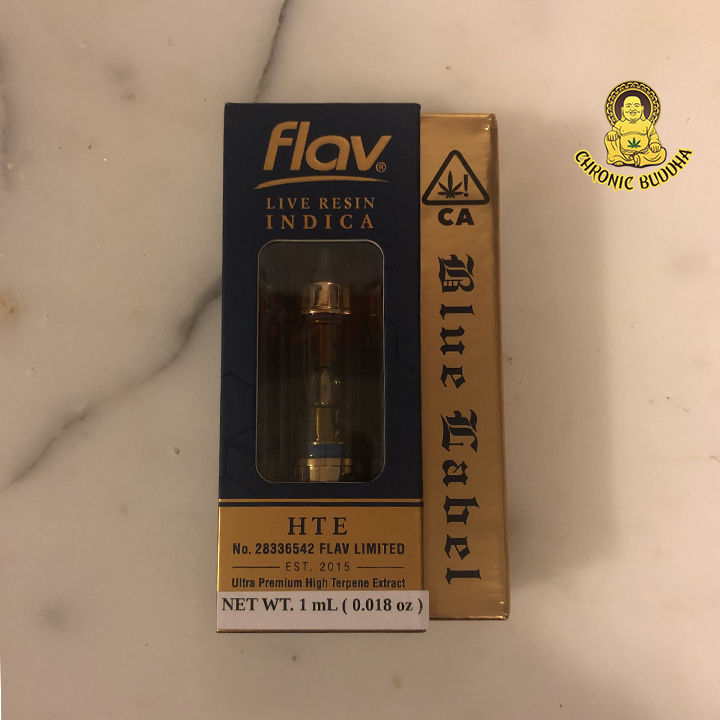 flav®
LIVE RESIN
INDICA
HTE
No. 28336542 FLAV LIMITED
EST. 2015
Ultra Premium High Terpene Extract
NET WT. 1 mL ( 0.018 oz )
!
CA
Blue Label
CHRONIC BUDDHA